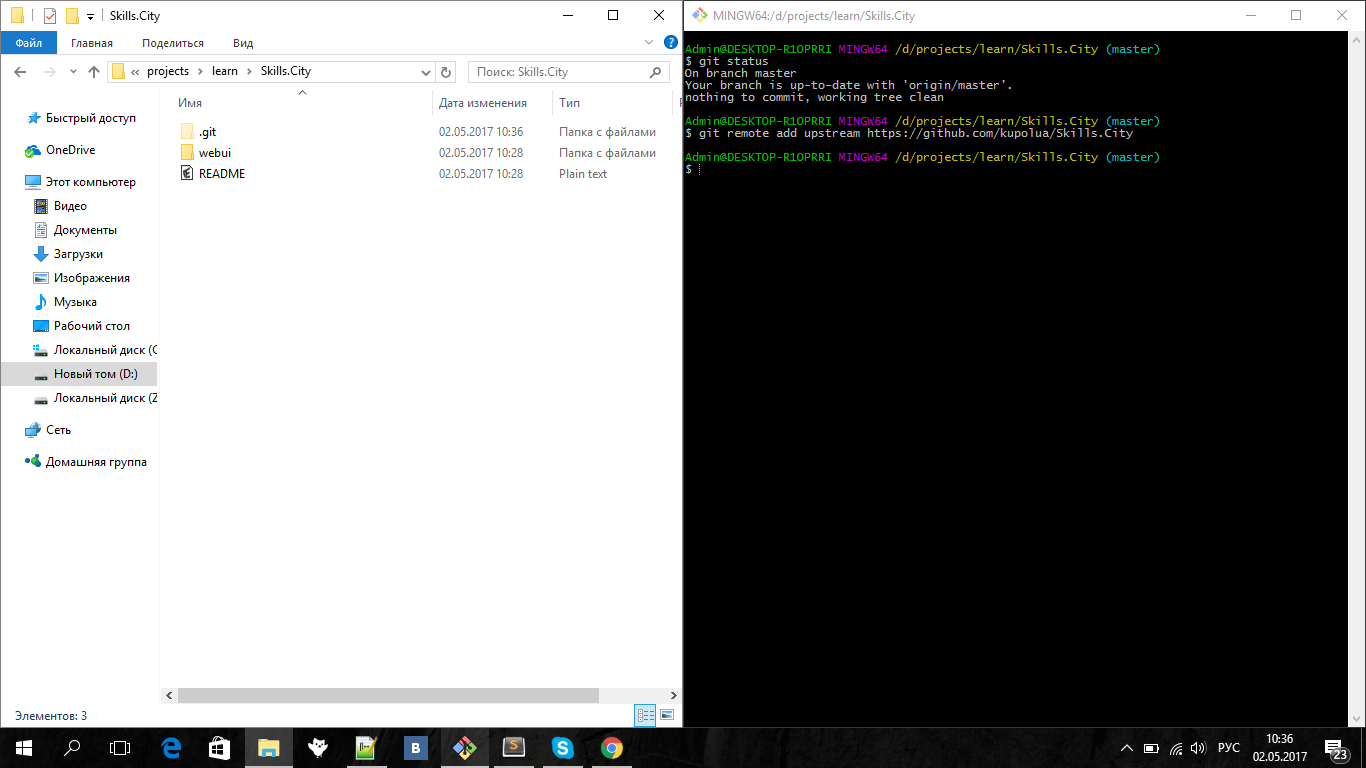 Skills.City
Файл Главная Поделиться Вид
projects learn Skills.City
Поиск: Skills.City
Имя Дата изменения Тип
.git 02.05.2017 10:36 Папка с файлами
webui 02.05.2017 10:28 Папка с файлами
README 02.05.2017 10:28 Plain text
Быстрый доступ
OneDrive
Этот компьютер
Видео
Документы
Загрузки
Изображения
Музыка
Рабочий стол
Локальный диск (C
Новый том (D:)
Локальный диск (Z
Сеть
Домашняя группа
Элементов: 3
MINGW64:/d/projects/learn/Skills.City
Admin@DESKTOP-R1OPRRI MINGW64 /d/projects/learn/Skills.City (master)
$ git status
On branch master
Your branch is up-to-date with 'origin/master'.
nothing to commit, working tree clean
Admin@DESKTOP-R1OPRRI MINGW64 /d/projects/learn/Skills.City (master)
$ git remote add upstream https://github.com/kupolua/Skills.City
Admin@DESKTOP-R1OPRRI MINGW64 /d/projects/learn/Skills.City (master)
$
РУС
10:36
02.05.2017
23